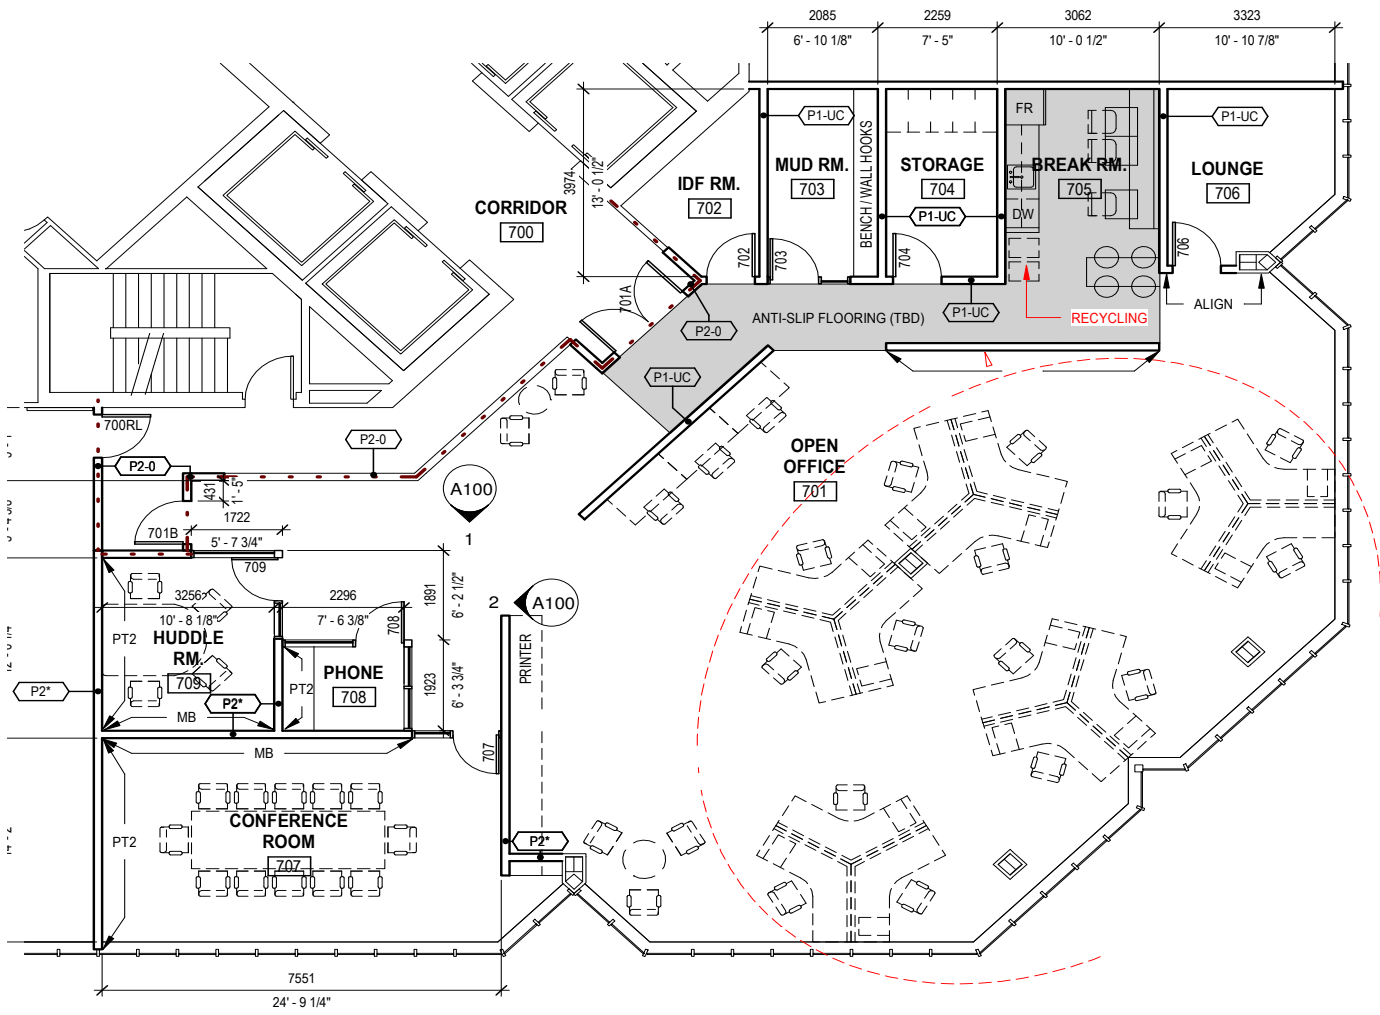 2085
2259
3062
3323
6' - 10 1/8"
7' - 5"
10' - 0 1/2"
10' - 10 7/8"
FR
P1-UC
P1-UC
3974
13' - 0 1/2"
BENCH / WALL HOOKS
IDF RM.
702
MUD RM.
703
STORAGE
704
BREAK RM.
705
LOUNGE
706
CORRIDOR
700
P1-UC
DW
702
703
704
706
701A
P2-0
ANTI-SLIP FLOORING (TBD)
P1-UC
RECYCLING
ALIGN
P1-UC
700RL
P2-0
P2-0
OPEN
OFFICE
701
431
1' - 5"
A100
1
1722
5' - 7 3/4"
701B
709
3256
10' - 8 1/8"
2296
7' - 6 3/8"
1891
6' - 2 1/2"
2
A100
708
PT2
HUDDLE
RM.
709
PHONE
708
PT2
1923
6' - 3 3/4"
PRINTER
P2*
P2*
MB
MB
707
PT2
CONFERENCE
ROOM
707
P2*
7551
24' - 9 1/4"